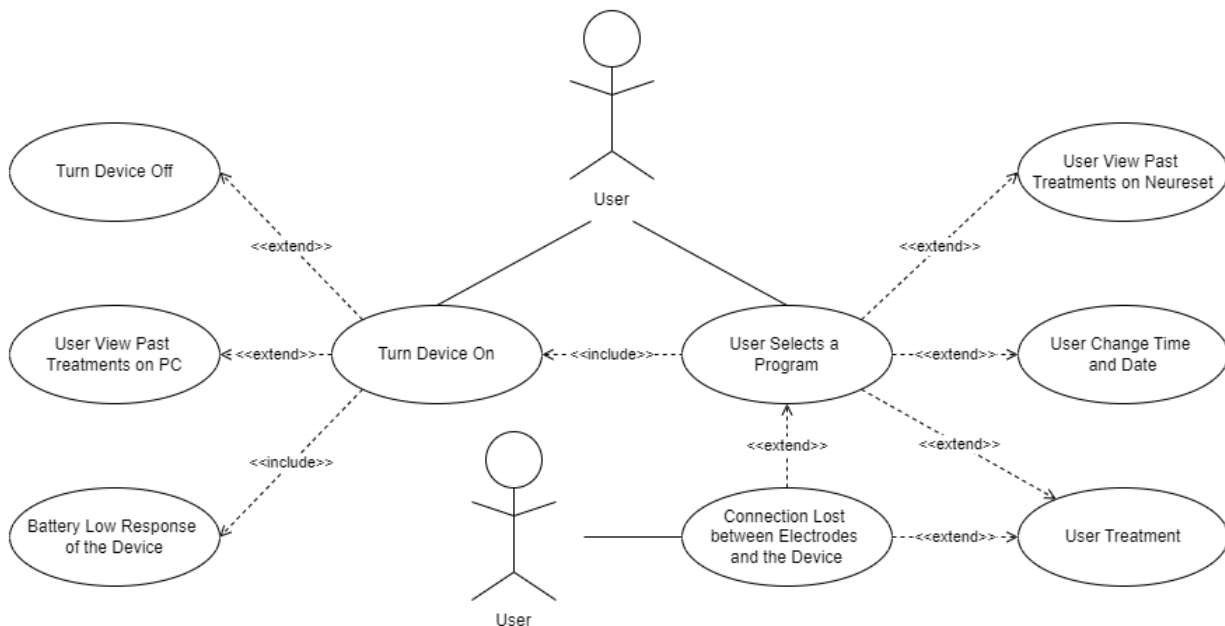 User
Turn Device Off
User View Past
Treatments on Neureset
<<extend>>
<<extend>>
User View Past
Treatments on PC
<<extend>>
Turn Device On
<<include>>
User Selects a
Program
<<extend>>
User Change Time
and Date
<<include>>
<<extend>>
<<extend>>
Battery Low Response
of the Device
Connection Lost
between Electrodes
and the Device
<<extend>>
User Treatment
User